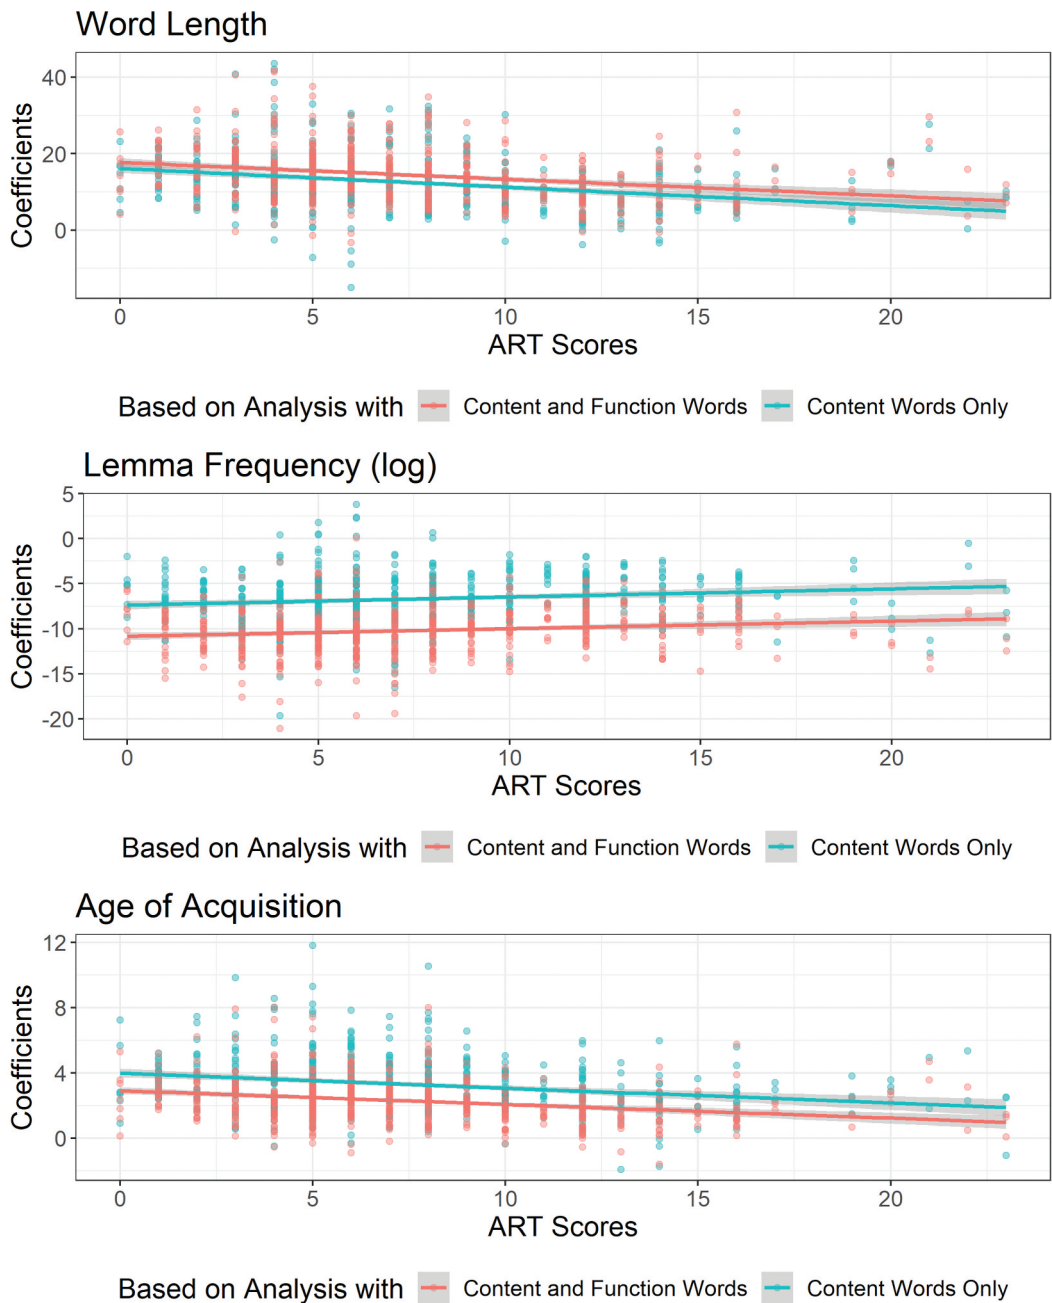 Word Length
40
20
0
Coefficients
0 5 10 15 20
ART Scores
Based on Analysis with Content and Function Words Content Words Only
Lemma Frequency (log)
5
0
-5
-10
-15
-20
Coefficients
0 5 10 15 20
ART Scores
Based on Analysis with Content and Function Words Content Words Only
Age of Acquisition
12
8
4
0
Coefficients
0 5 10 15 20
ART Scores
Based on Analysis with Content and Function Words Content Words Only